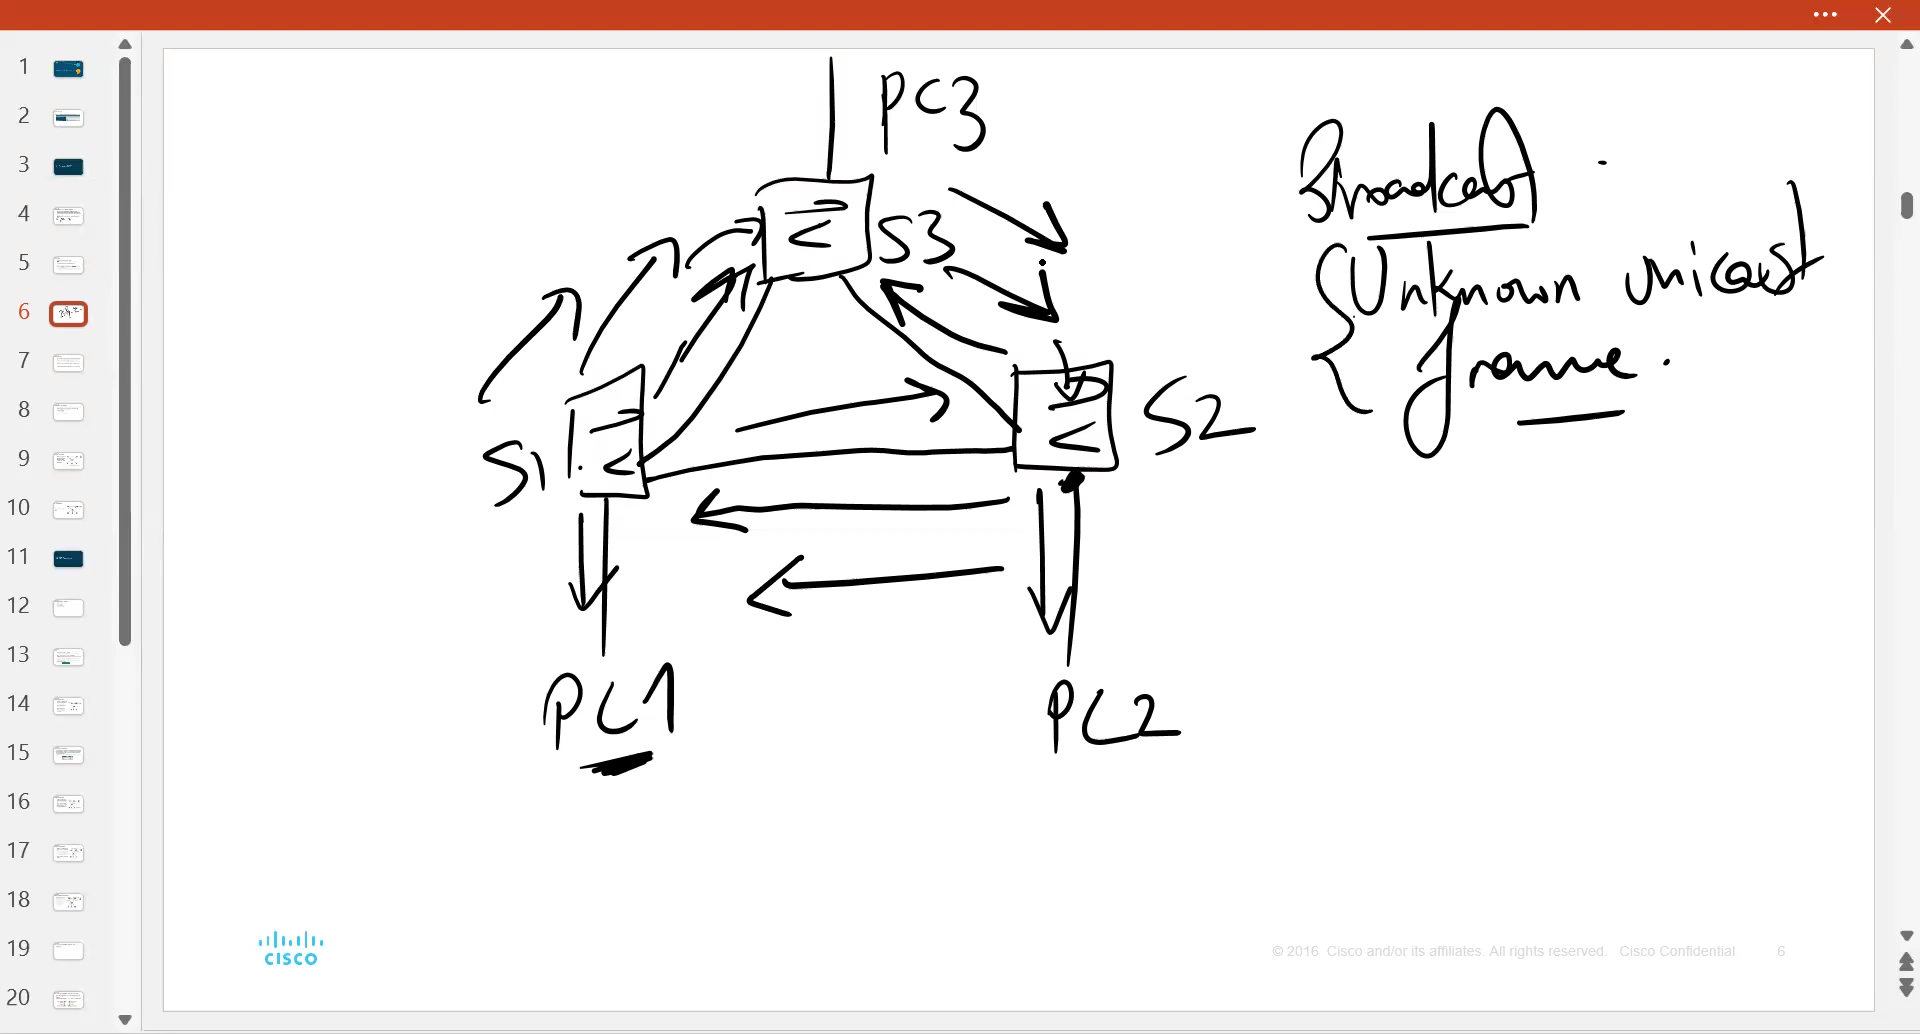 1
2
3
4
5
6
7
8
9
10
11
12
13
14
15
16
17
18
19
20
PC3
S3
S1
S2
PC1
PC2
Broadcast
Unknown unicast
frame.
CISCO
© 2016 Cisco and/or its affiliates. All rights reserved. Cisco Confidential 6